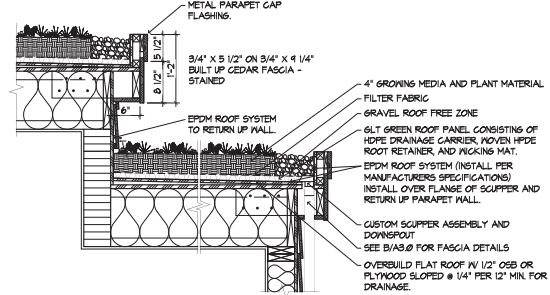 METAL PARAPET CAP
FLASHING.
5 1/2"
8 1/2"
1'-2"
6"
3/4" X 5 1/2" ON 3/4" X 9 1/4"
BUILT UP CEDAR FASCIA -
STAINED
EPDM ROOF SYSTEM
TO RETURN UP WALL.
4" GROWING MEDIA AND PLANT MATERIAL
FILTER FABRIC
GRAVEL ROOF FREE ZONE
GLT GREEN ROOF PANEL CONSISTING OF
HDPE DRAINAGE CARRIER, WOVEN HPDE
ROOT RETAINER, AND WICKING MAT.
EPDM ROOF SYSTEM (INSTALL PER
MANUFACTURERS SPECIFICATIONS)
INSTALL OVER FLANGE OF SCUPPER AND
RETURN UP PARAPET WALL.
CUSTOM SCUPPER ASSEMBLY AND
DOWNSPOUT
SEE B/A3.0 FOR FASCIA DETAILS
OVERBUILD FLAT ROOF W/ 1/2" OSB OR
PLYWOOD SLOPED @ 1/4" PER 12" MIN. FOR
DRAINAGE.